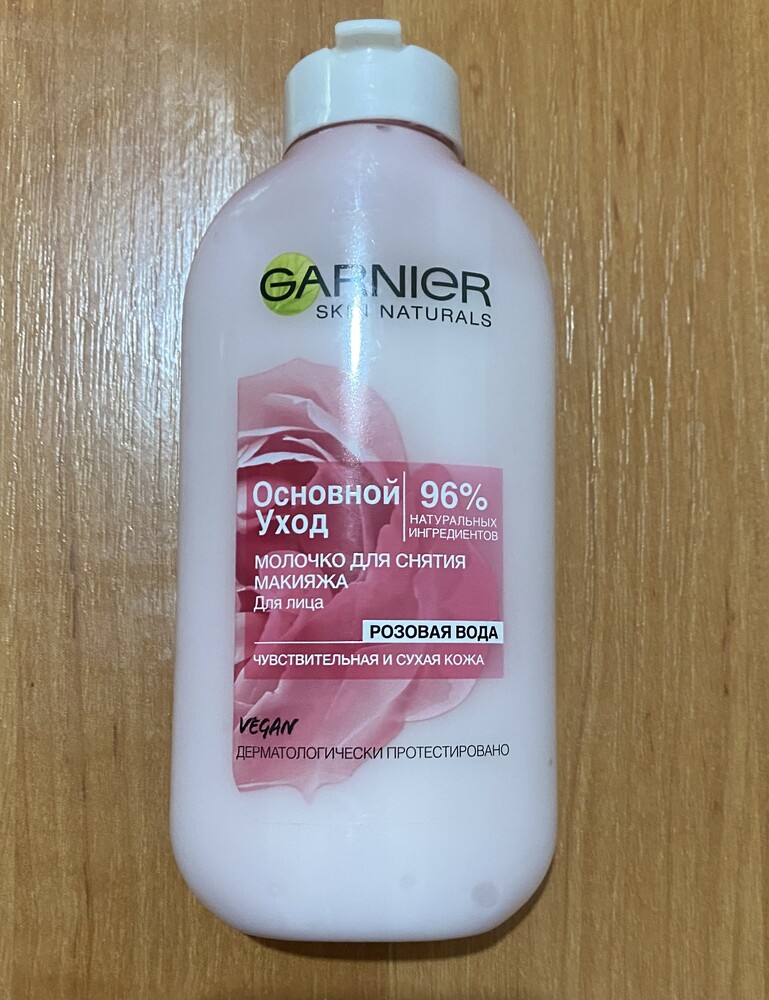 GARNIER
SKIN NATURALS
Основной
Уход
96%
НАТУРАЛЬНЫХ
ИНГРЕДИЕНТОВ
МОЛОЧКО ДЛЯ СНЯТИЯ
МАКИЯЖА
Для лица
РОЗОВАЯ ВОДА
ЧУВСТВИТЕЛЬНАЯ И СУХАЯ КОЖА
VEGAN
ДЕРМАТОЛОГИЧЕСКИ ПРОТЕСТИРОВАНО